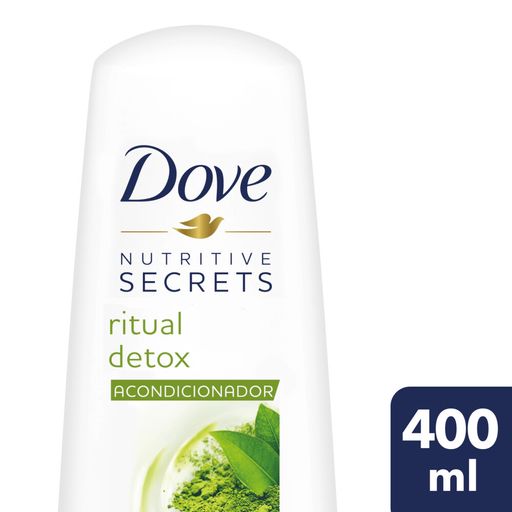 Dove
NUTRITIVE
SECRETS
ritual
detox
ACONDICIONADOR
400
ml